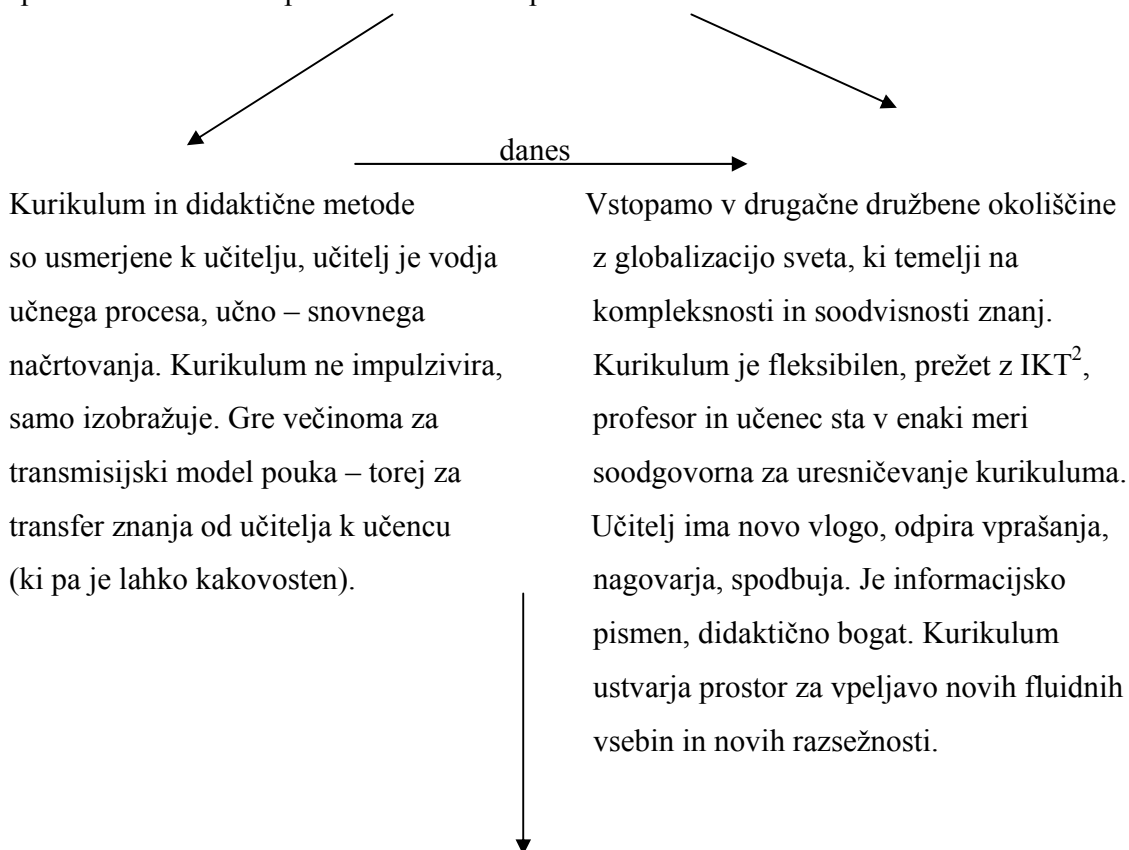 danes
Kurikulum in didaktične metode
so usmerjene k učitelju, učitelj je vodja
učnega procesa, učno – snovnega
načrtovanja. Kurikulum ne impulzivira,
samo izobražuje. Gre večinoma za
transmisijski model pouka – torej za
transfer znanja od učitelja k učencu
(ki pa je lahko kakovosten).
Vstopamo v drugačne družbene okoliščine
z globalizacijo sveta, ki temelji na
kompleksnosti in soodvisnosti znanj.
Kurikulum je fleksibilen, prežet z IKT²,
profesor in učenec sta v enaki meri
soodgovorna za uresničevanje kurikuluma.
Učitelj ima novo vlogo, odpira vprašanja,
nagovarja, spodbuja. Je informacijsko
pismen, didaktično bogat. Kurikulum
ustvarja prostor za vpeljavo novih fluidnih
vsebin in novih razsežnosti.